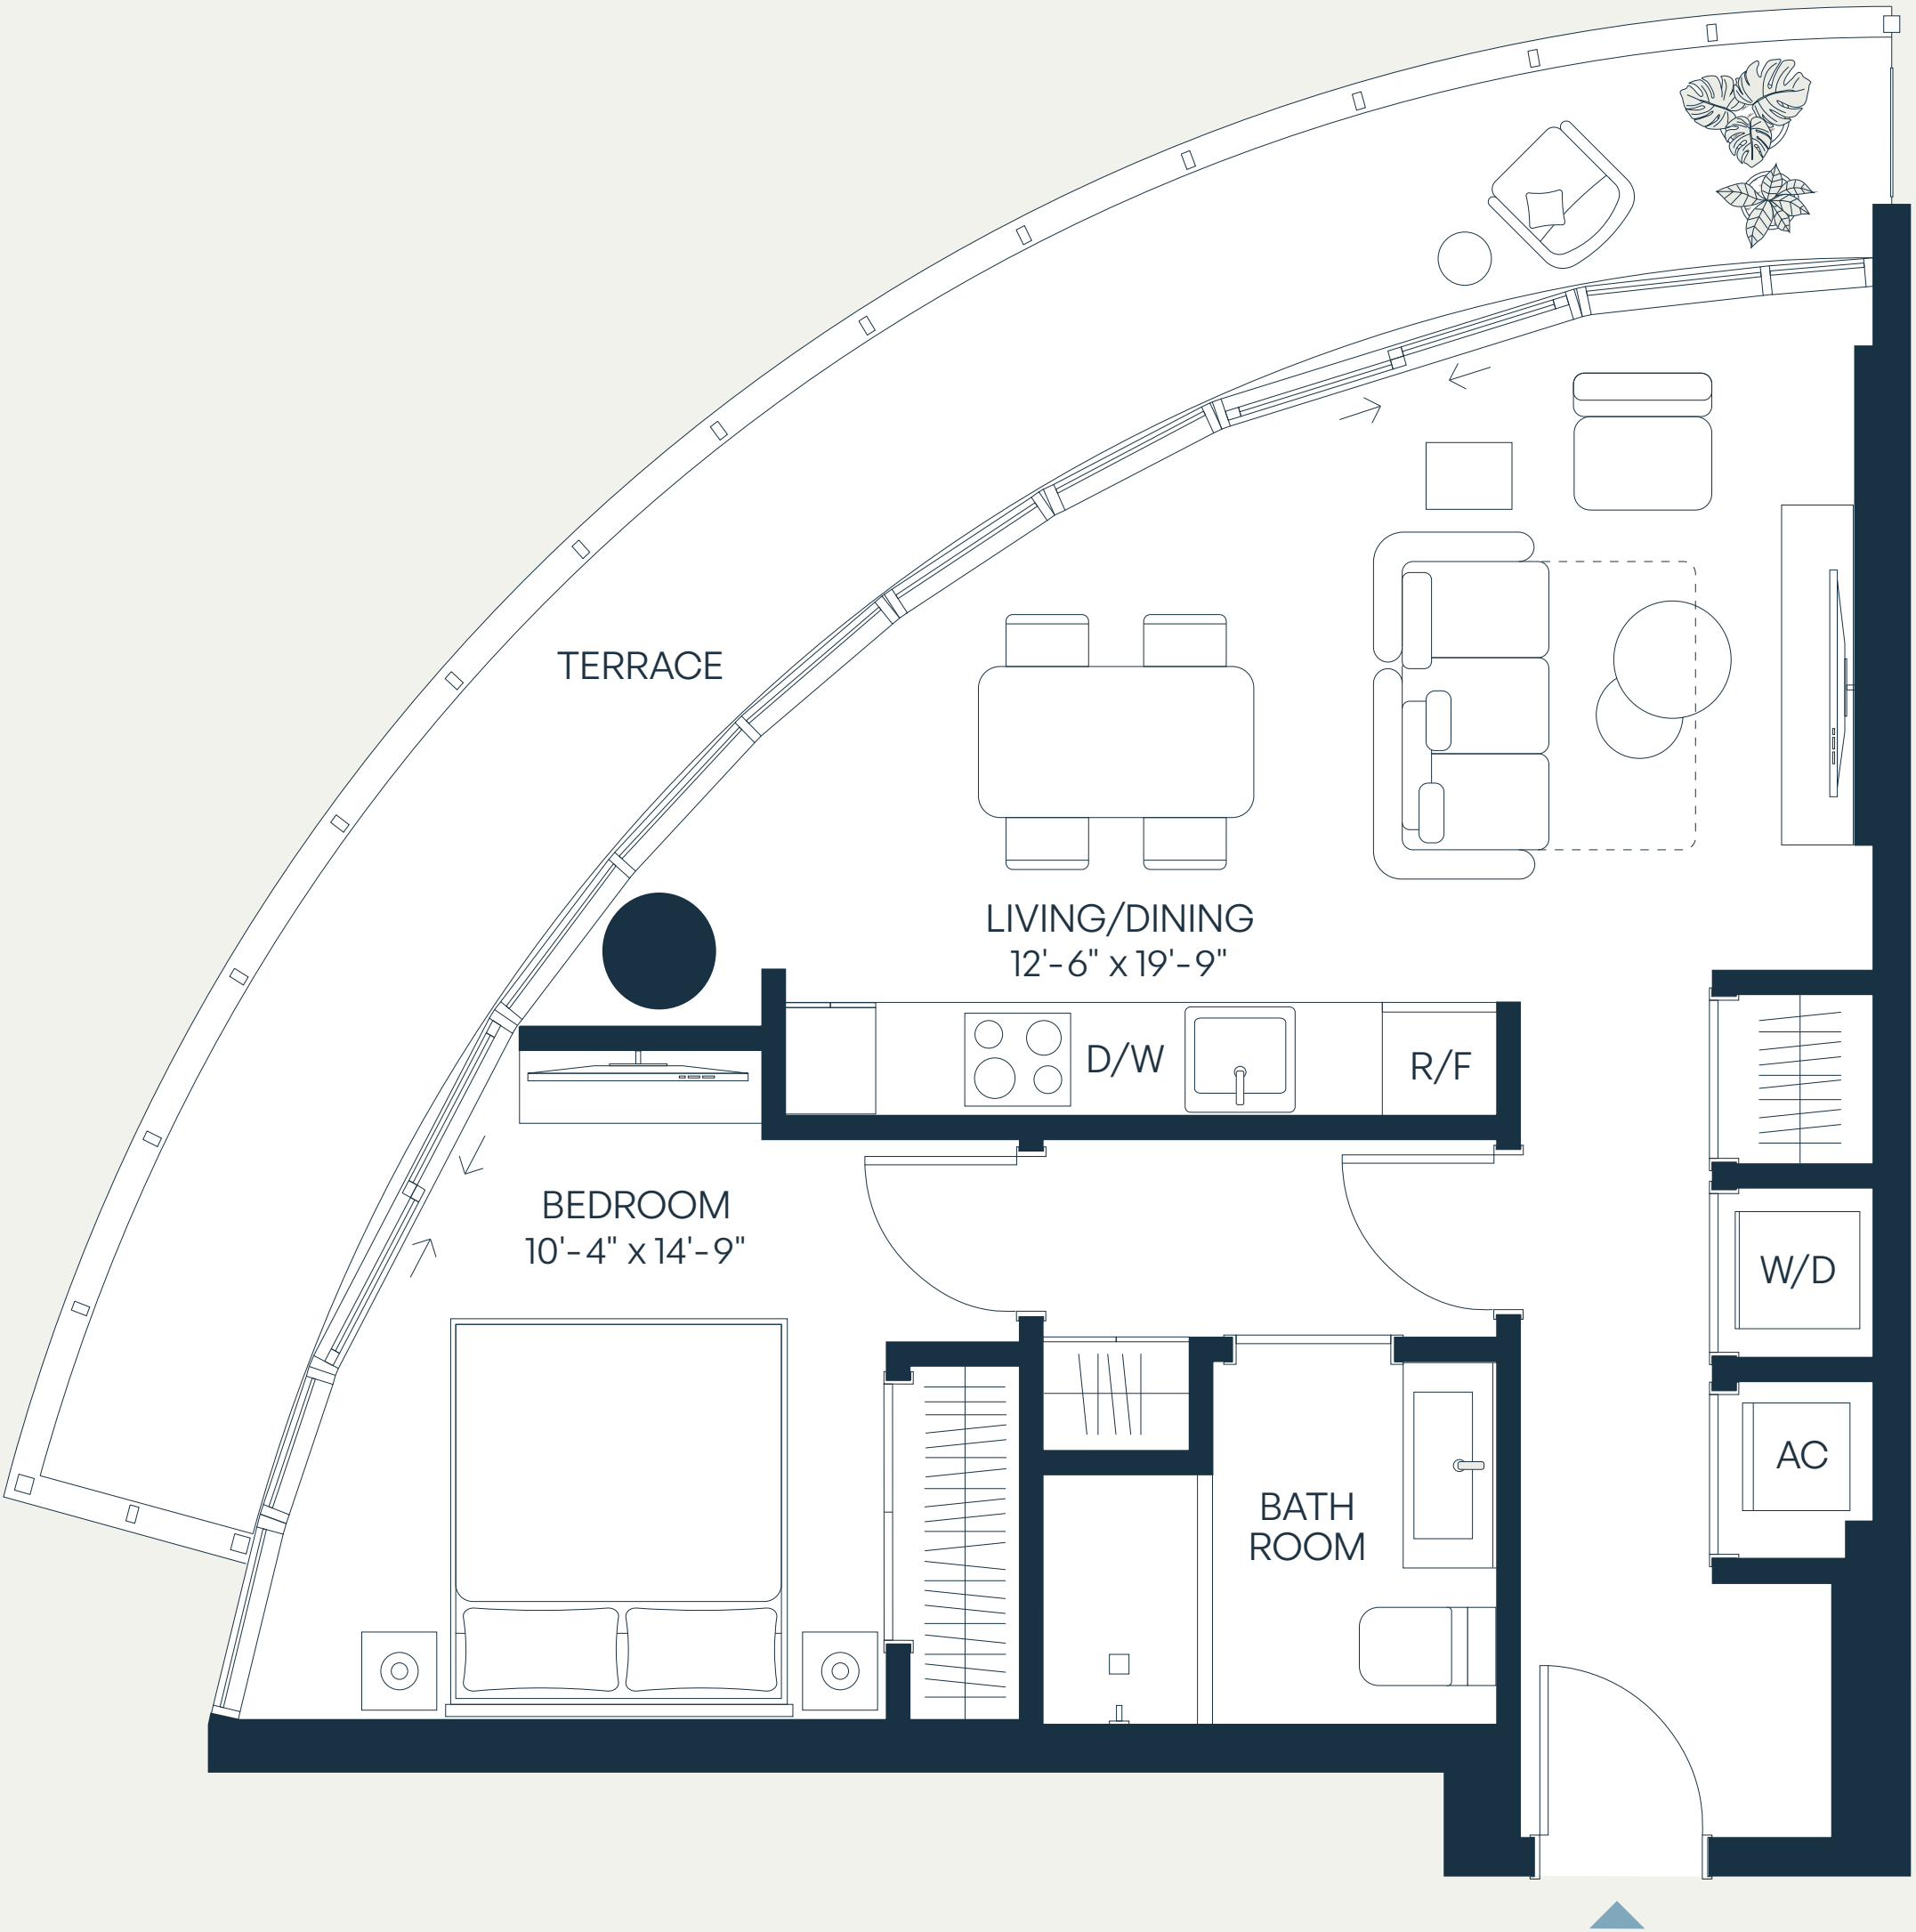 TERRACE
LIVING/DINING
12'-6" x 19'-9"
D/W
R/F
BEDROOM
10'-4" x 14'-9"
W/D
AC
BATH
ROOM